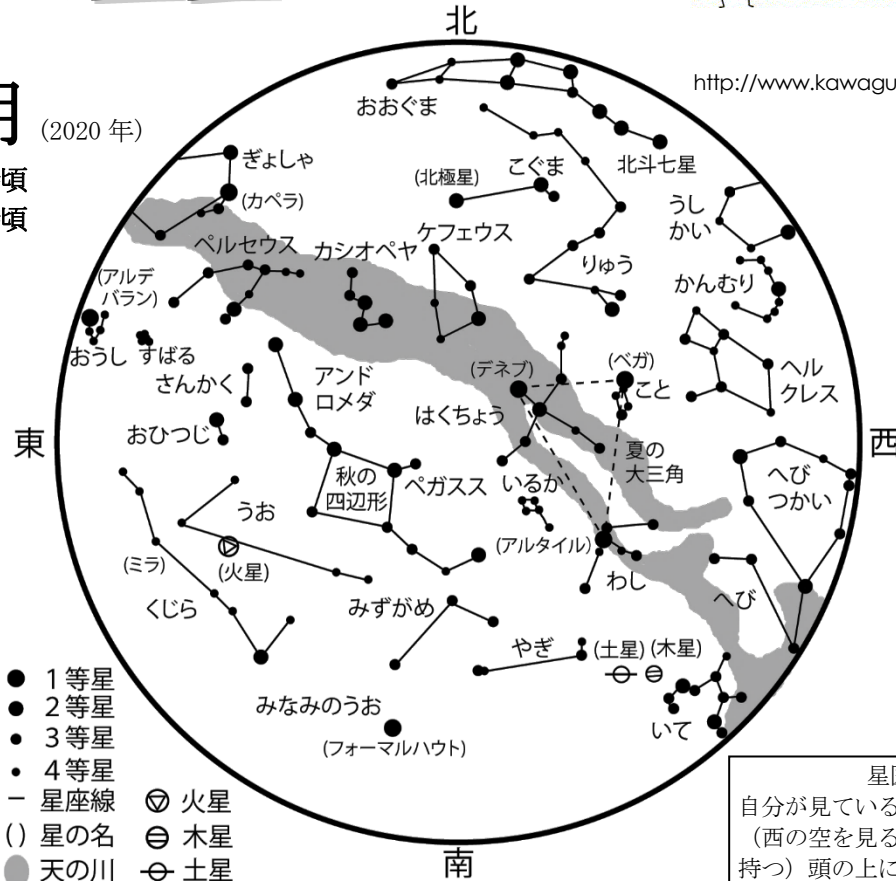 北
http://www.kawagu
月
(2020 年)
頃
頃
おおぐま
北斗七星
ぎょしゃ
(カペラ)
(北極星)
こぐま
うし
かい
ペルセウス
カシオペヤ
ケフェウス
りゅう
かんむり
(アルデ
バラン)
おうし
すばる
さんかく
アンド
ロメダ
(デネブ)
(ベガ)
こと
ヘル
クレス
はくちょう
おひつじ
東
西
秋の
四辺形
ペガスス
夏の
大三角
へび
つかい
うお
いるか
(ミラ)
(火星)
(アルタイル)
わし
くじら
みずがめ
へび
やぎ
(土星)
(木星)
みなみのうお
(フォーマルハウト)
いて
1等星
2等星
3等星
4等星
星座線
火星
() 星の名
木星
天の川
土星
南
自分が見ている
(西の空を見る
持つ) 頭の上に